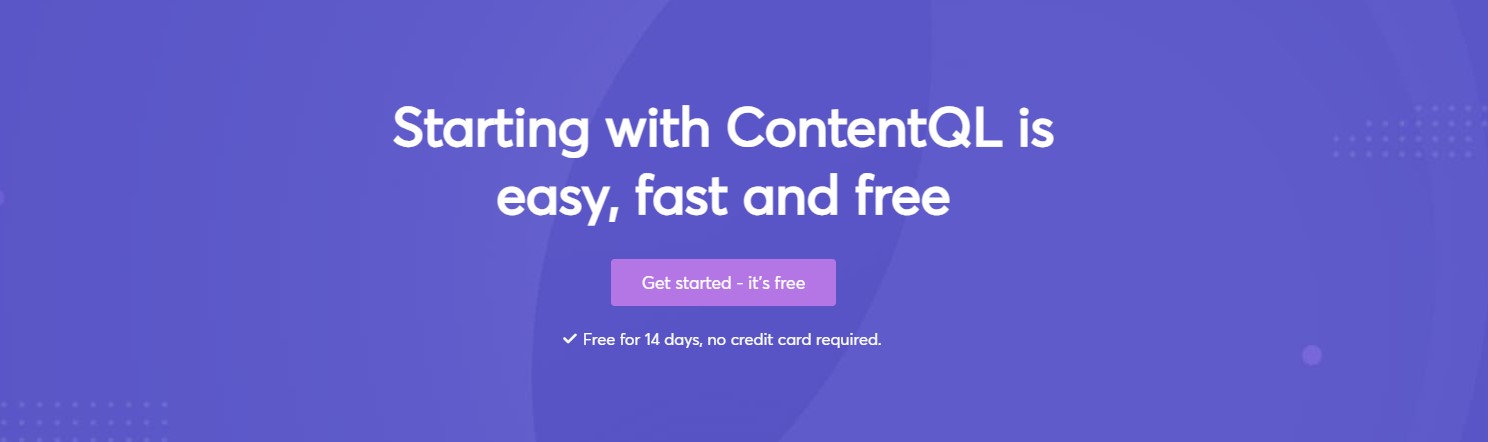 Starting with ContentQL is
easy, fast and free
Get started - it's free
Free for 14 days, no credit card required.